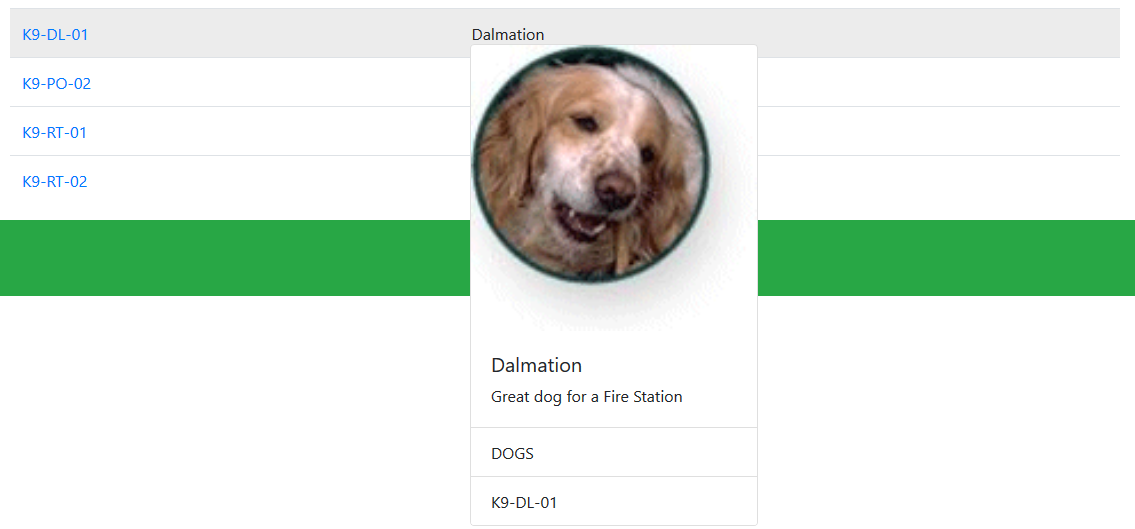 K9-DL-01 Dalmation
K9-PO-02
K9-RT-01
K9-RT-02
Dalmation
Great dog for a Fire Station
DOGS
K9-DL-01